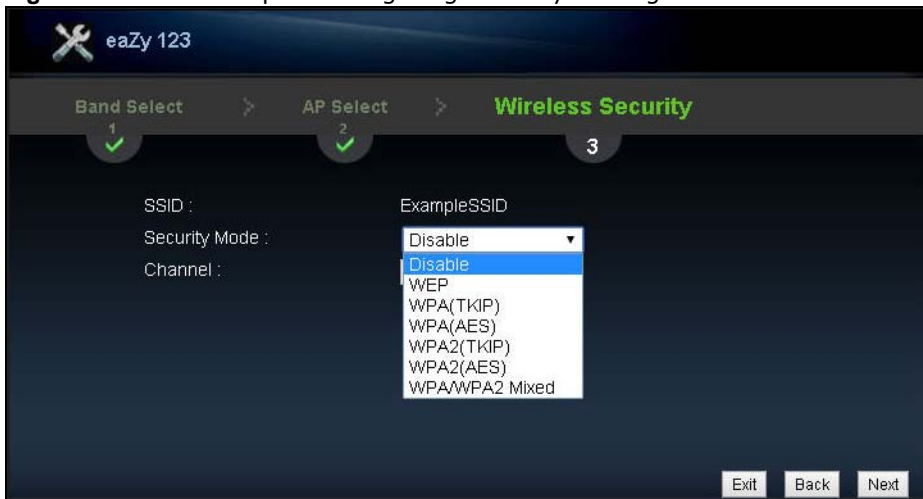 eaZy 123
Band Select > AP Select > Wireless Security
1 2 3
SSID : ExampleSSID
Security Mode : Disable
Channel :
Disable
WEP
WPA(TKIP)
WPA(AES)
WPA2(TKIP)
WPA2(AES)
WPA/WPA2 Mixed
Exit Back Next